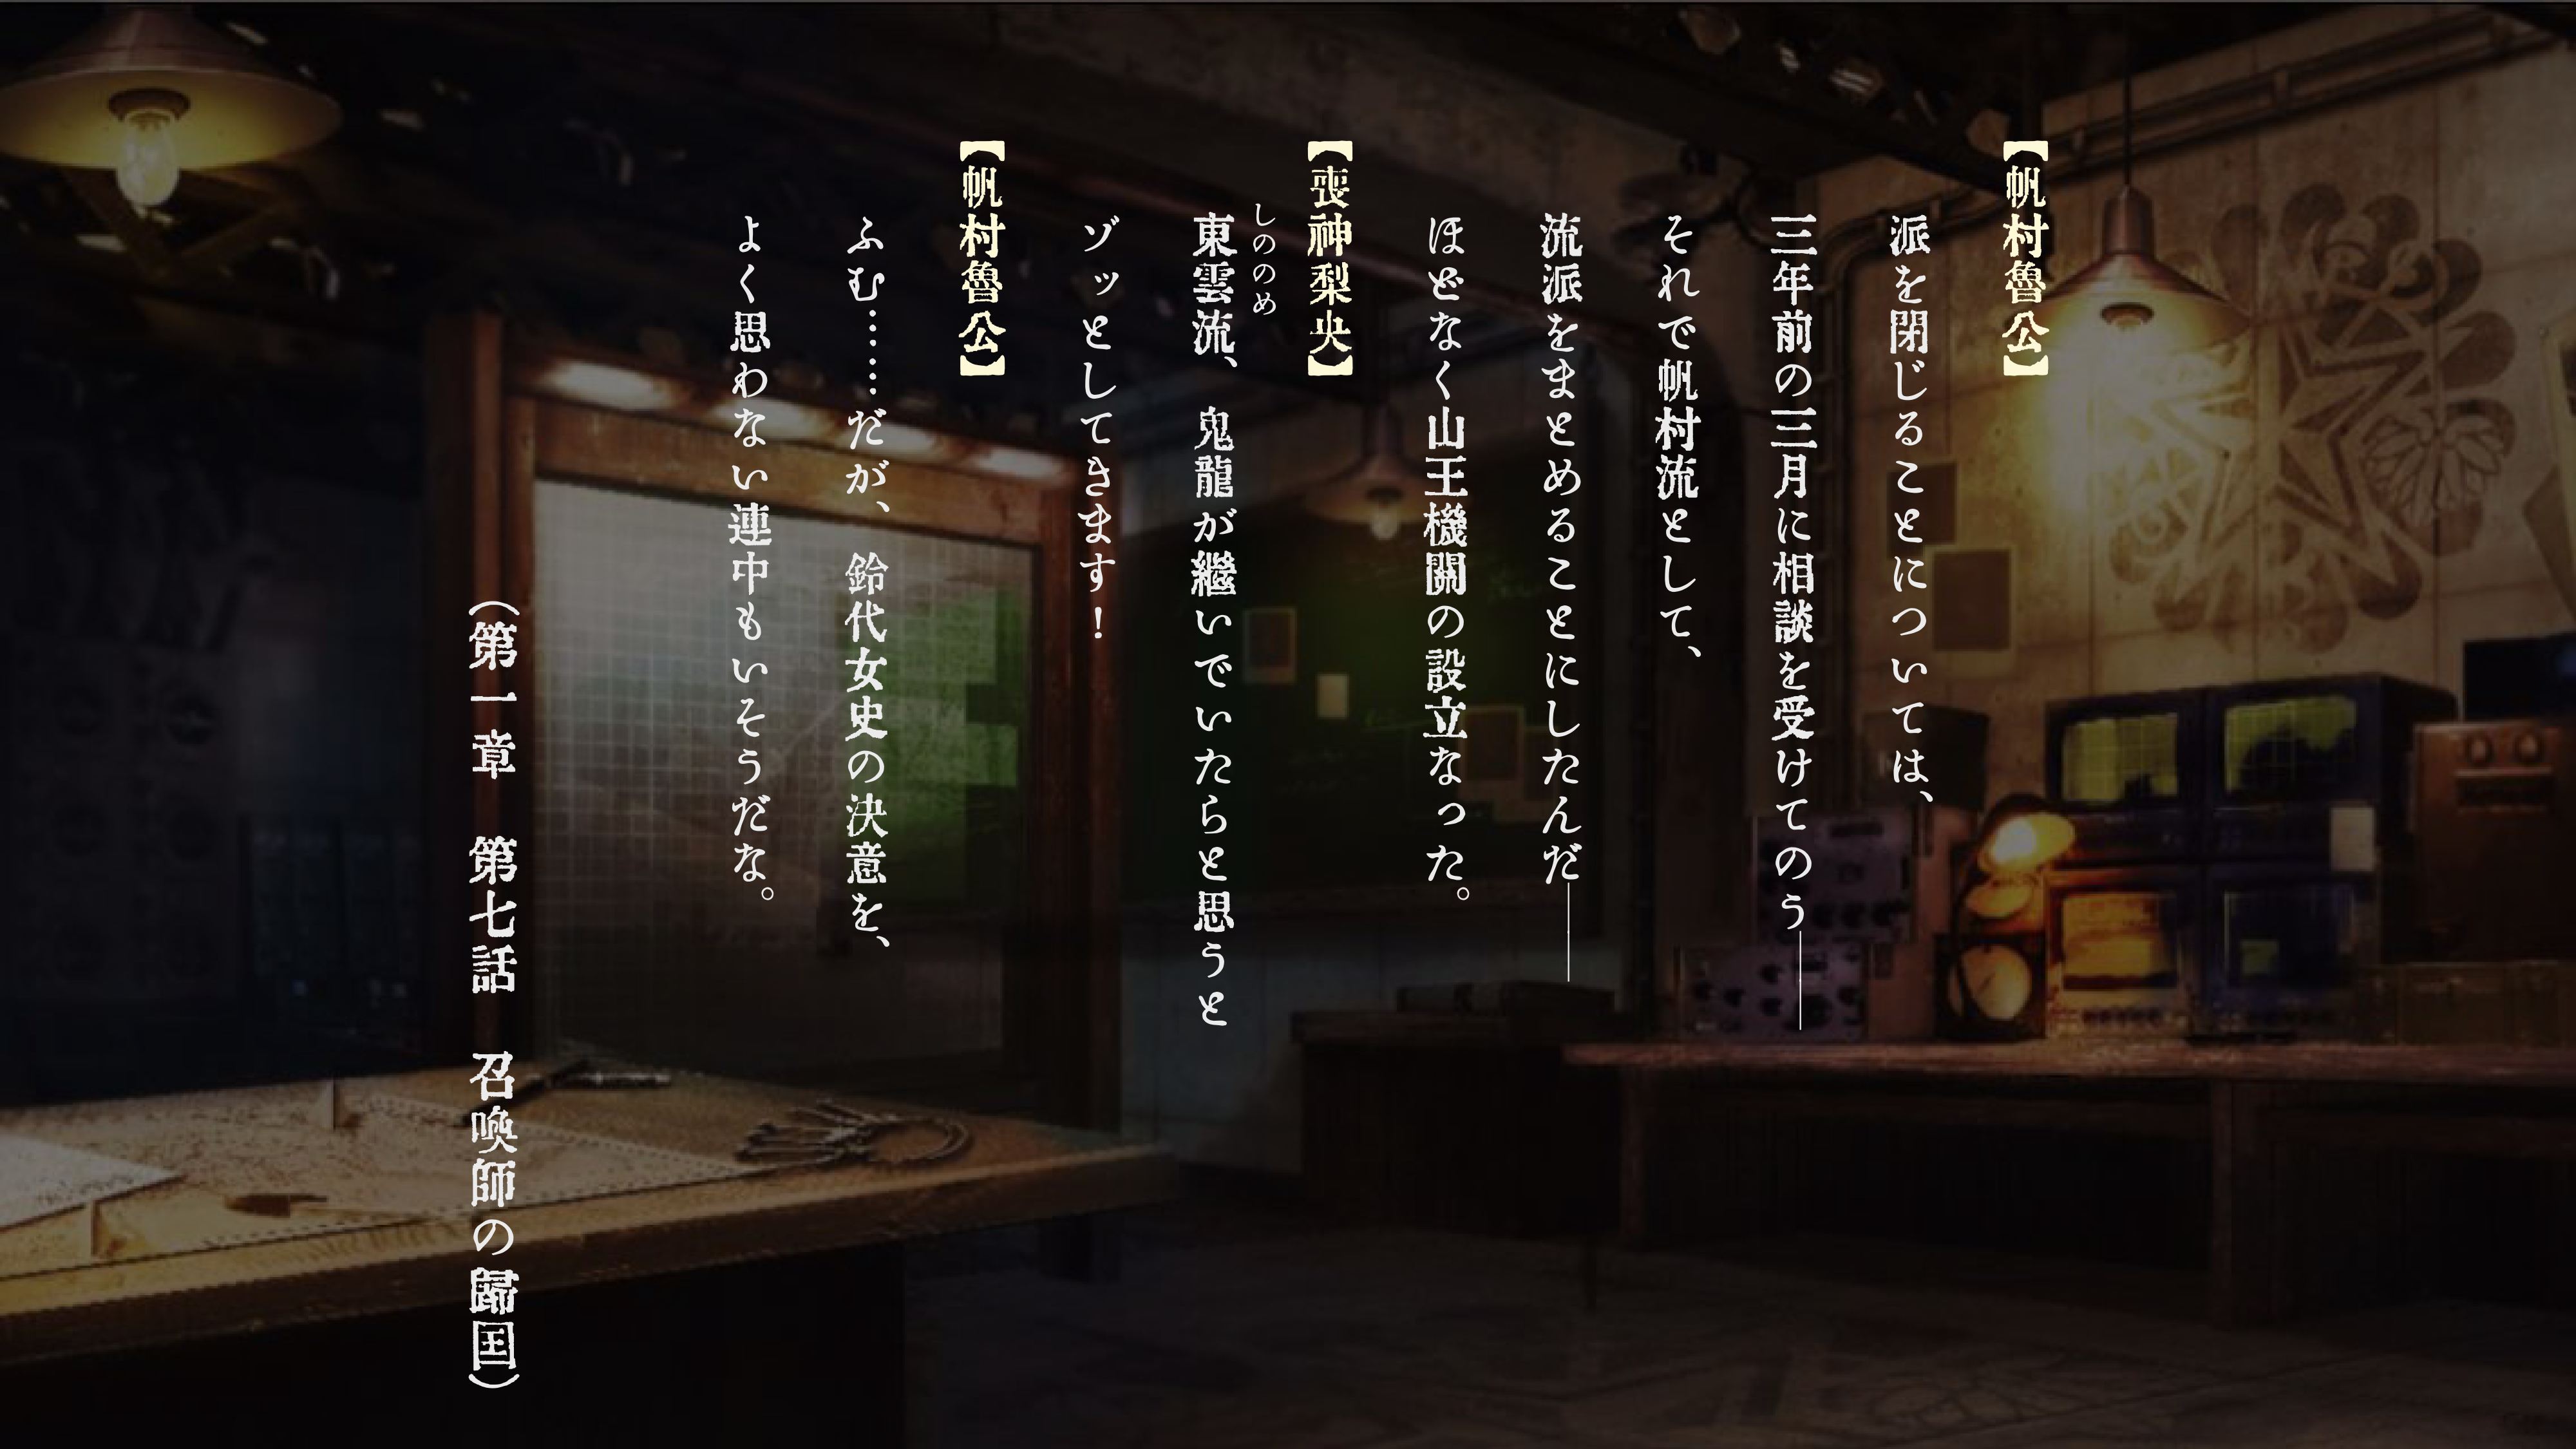 【帆村魯公】
派を閉じることについては、
三年前の三月に相談を受けてのう――
それで帆村流として、
流派をまとめることにしたんだ――
ほどなく山王機關の設立なった。
【喪神梨央】
しののめ
東雲流、鬼龍が繼いでいたらと思うと
ゾッとしてきます！
【帆村魯公】
ふむ……だが、鈴代女史の決意を、
よく思わない連中もいそうだな。
（第一章　第七話　召喚師の歸国）